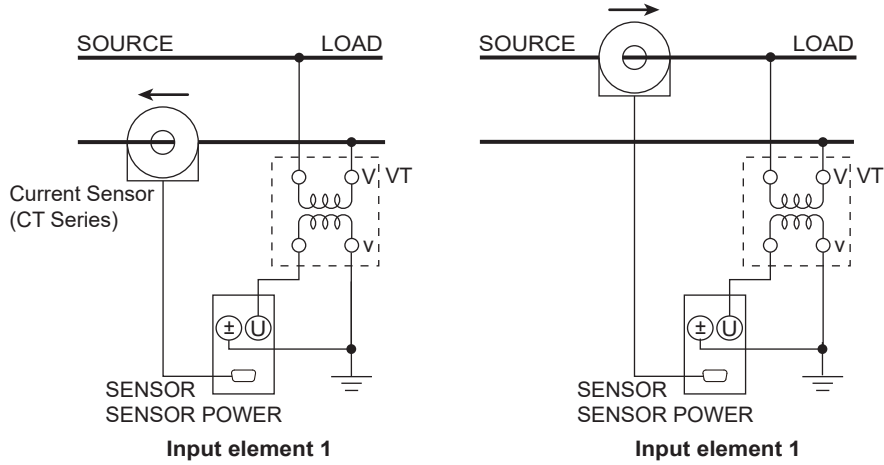 SOURCE LOAD
V VT
Current Sensor
(CT Series)
v
± U
SENSOR
SENSOR POWER
Input element 1
SOURCE LOAD
V VT
v
± U
SENSOR
SENSOR POWER
Input element 1